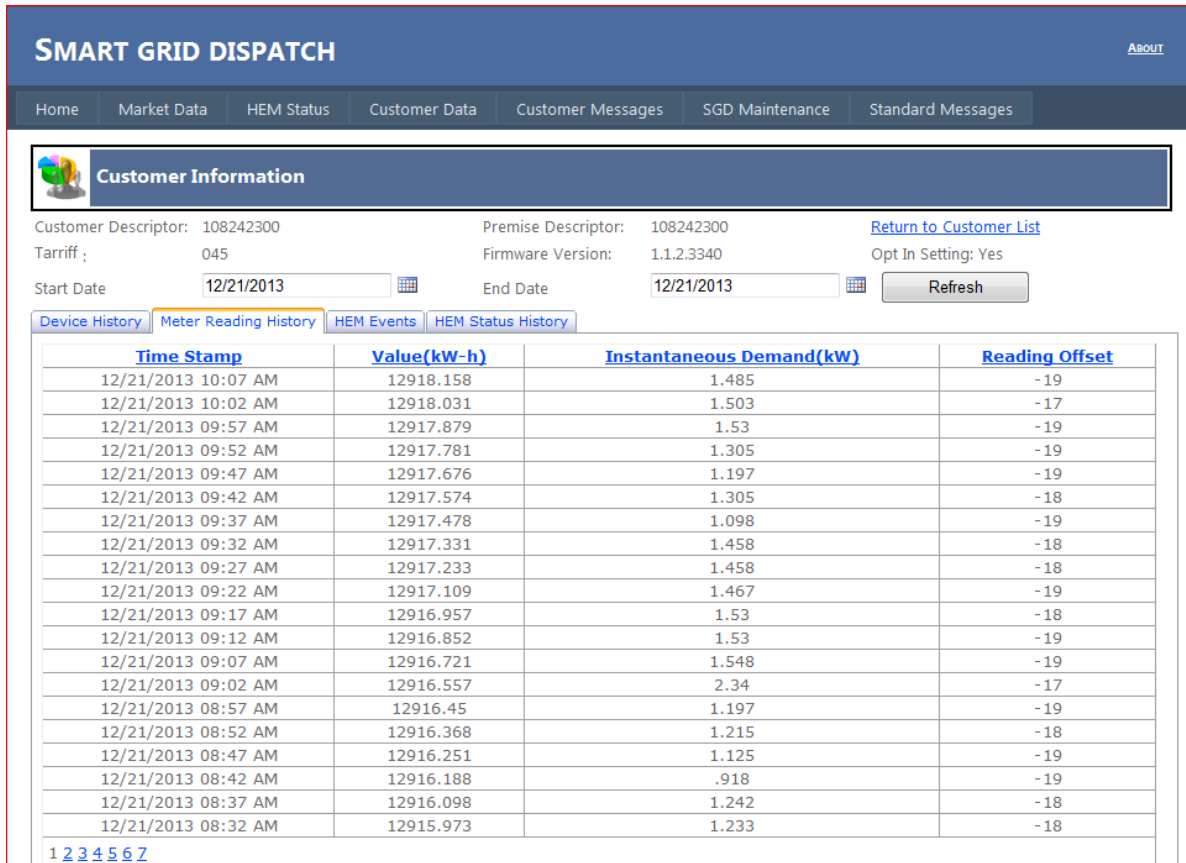 SMART GRID DISPATCH
ABOUT
Home Market Data HEM Status Customer Data Customer Messages SGD Maintenance Standard Messages
Customer Information
Customer Descriptor: 108242300 Premise Descriptor: 108242300 Return to Customer List
Tarriff : 045 Firmware Version: 1.1.2.3340 Opt In Setting: Yes
Start Date 12/21/2013 End Date 12/21/2013 Refresh
Device History Meter Reading History HEM Events HEM Status History
Time Stamp Value(kW-h) Instantaneous Demand(kW) Reading Offset
12/21/2013 10:07 AM 12918.158 1.485 -19
12/21/2013 10:02 AM 12918.031 1.503 -17
12/21/2013 09:57 AM 12917.879 1.53 -19
12/21/2013 09:52 AM 12917.781 1.305 -19
12/21/2013 09:47 AM 12917.676 1.197 -19
12/21/2013 09:42 AM 12917.574 1.305 -18
12/21/2013 09:37 AM 12917.478 1.098 -19
12/21/2013 09:32 AM 12917.331 1.458 -18
12/21/2013 09:27 AM 12917.233 1.458 -18
12/21/2013 09:22 AM 12917.109 1.467 -19
12/21/2013 09:17 AM 12916.957 1.53 -18
12/21/2013 09:12 AM 12916.852 1.53 -19
12/21/2013 09:07 AM 12916.721 1.548 -19
12/21/2013 09:02 AM 12916.557 2.34 -17
12/21/2013 08:57 AM 12916.45 1.197 -19
12/21/2013 08:52 AM 12916.368 1.215 -18
12/21/2013 08:47 AM 12916.251 1.125 -19
12/21/2013 08:42 AM 12916.188 .918 -19
12/21/2013 08:37 AM 12916.098 1.242 -18
12/21/2013 08:32 AM 12915.973 1.233 -18
1 2 3 4 5 6 7